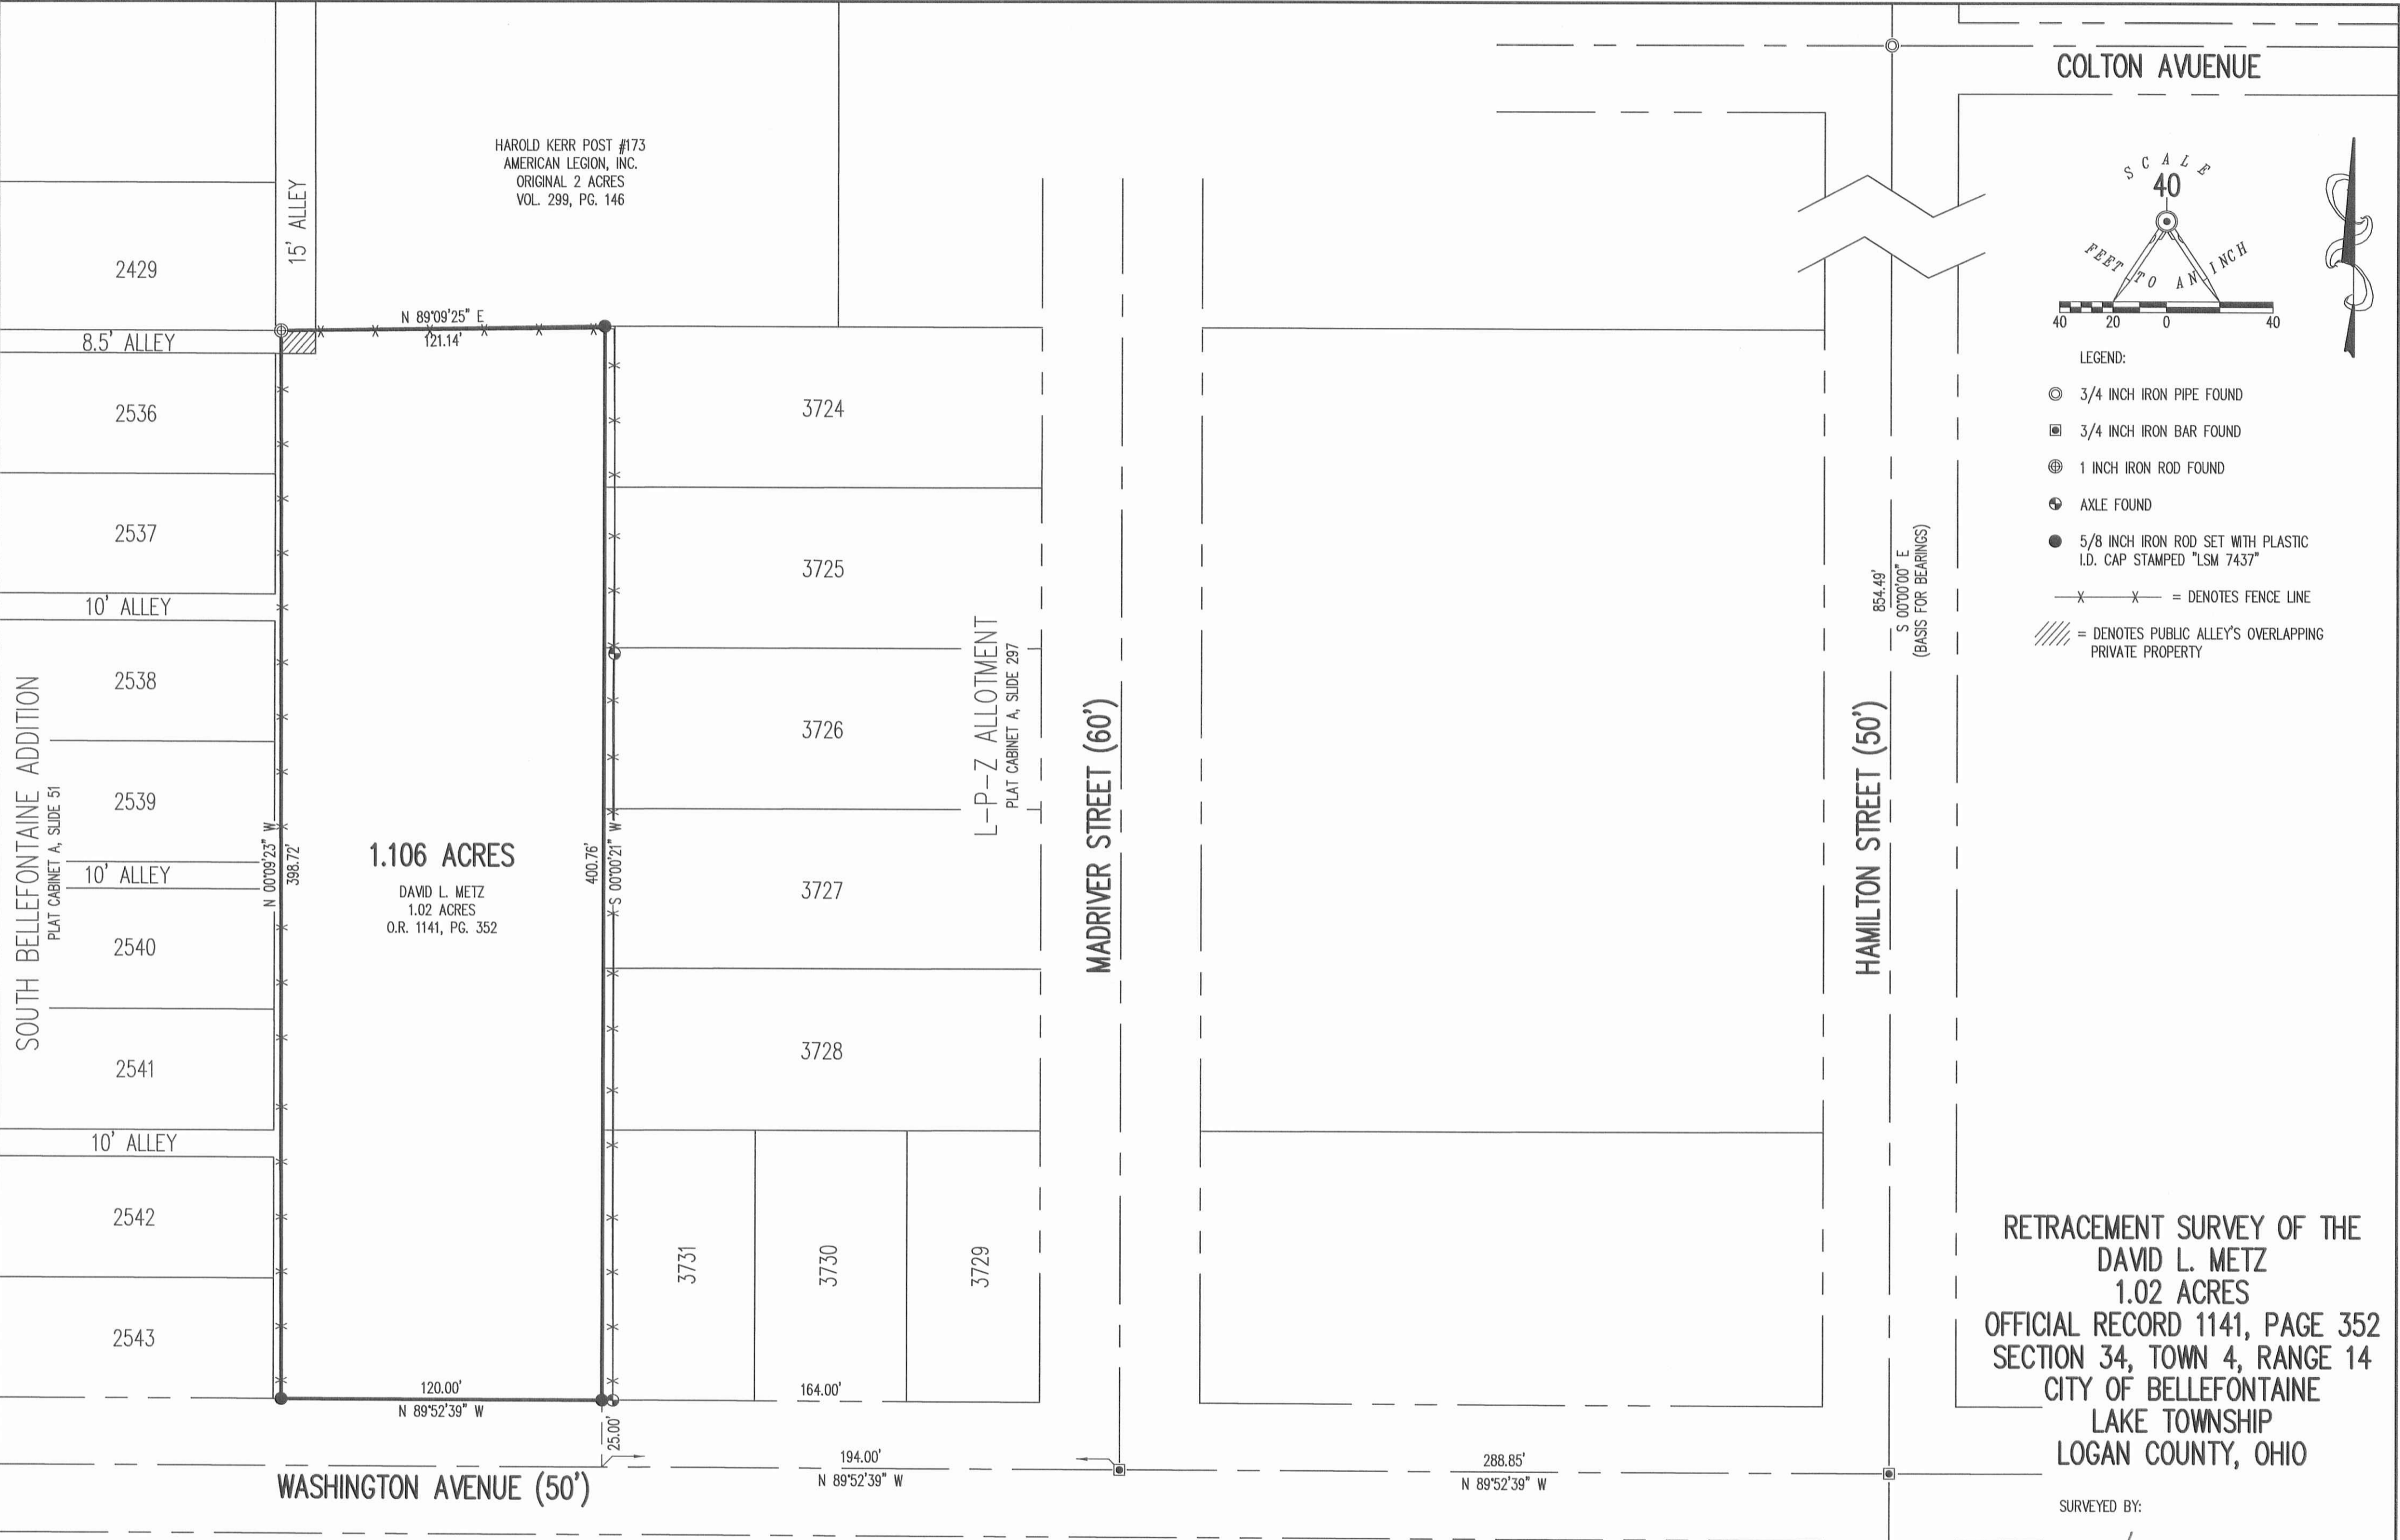 COLTON AVUENUE
HAROLD KERR POST #173
AMERICAN LEGION, INC.
ORIGINAL 2 ACRES
VOL. 299, PG. 146
15' ALLEY
2429
8.5' ALLEY
N 89°09'25" E
121.14'
2536
2537
10' ALLEY
2538
2539
10' ALLEY
2540
2541
10' ALLEY
2542
2543
SOUTH BELLEFONTAINE ADDITION
PLAT CABINET A, SLIDE 51
N 00°09'23" W
398.72'
1.106 ACRES
DAVID L. METZ
1.02 ACRES
O.R. 1141, PG. 352
400.76'
S 00°00'21" W
3724
3725
3726
3727
3728
3731
3730
3729
L-P-Z ALLOTMENT
PLAT CABINET A, SLIDE 297
MADRIVER STREET (60')
HAMILTON STREET (50')
854.49'
S 00°00'00" E
(BASIS FOR BEARINGS)
120.00'
N 89°52'39" W
164.00'
25.00'
194.00'
N 89°52'39" W
288.85'
N 89°52'39" W
WASHINGTON AVENUE (50')
SCALE
40
FEET TO AN INCH
40 20 0 40
LEGEND:
3/4 INCH IRON PIPE FOUND
3/4 INCH IRON BAR FOUND
1 INCH IRON ROD FOUND
AXLE FOUND
5/8 INCH IRON ROD SET WITH PLASTIC
I.D. CAP STAMPED "LSM 7437"
= DENOTES FENCE LINE
= DENOTES PUBLIC ALLEY'S OVERLAPPING
PRIVATE PROPERTY
RETRACEMENT SURVEY OF THE
DAVID L. METZ
1.02 ACRES
OFFICIAL RECORD 1141, PAGE 352
SECTION 34, TOWN 4, RANGE 14
CITY OF BELLEFONTAINE
LAKE TOWNSHIP
LOGAN COUNTY, OHIO
SURVEYED BY: